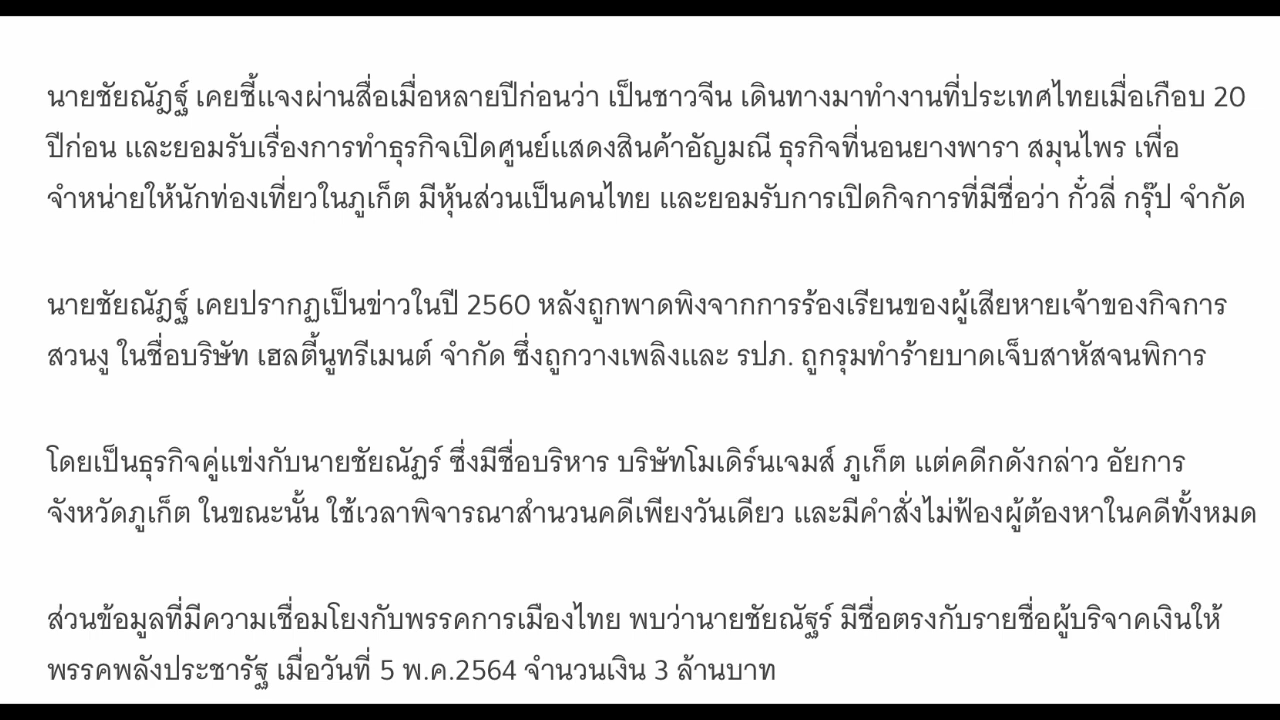 นายชัยณัฎฐ์ เคยชี้แจงผ่านสื่อเมื่อหลายปีก่อนว่า เป็นชาวจีน เดินทางมาทำงานที่ประเทศไทยเมื่อเกือบ 20
ปีก่อน และยอมรับเรื่องการทำธุรกิจเปิดศูนย์แสดงสินค้าอัญมณี ธุรกิจที่นอนยางพารา สมุนไพร เพื่อ
จำหน่ายให้นักท่องเที่ยวในภูเก็ต มีหุ้นส่วนเป็นคนไทย และยอมรับการเปิดกิจการที่มีชื่อว่า กั๋วลี่ กรุ๊ป จำกัด
นายชัยณัฎฐ์ เคยปรากฏเป็นข่าวในปี 2560 หลังถูกพาดพิงจากการร้องเรียนของผู้เสียหายเจ้าของกิจการ
สวนงู ในชื่อบริษัท เฮลตี้นูทรีเมนต์ จำกัด ซึ่งถูกวางเพลิงและ รปภ. ถูกรุมทำร้ายบาดเจ็บสาหัสจนพิการ
โดยเป็นธุรกิจคู่แข่งกับนายชัยณัฏร์ ซึ่งมีชื่อบริหาร บริษัทโมเดิร์นเจมส์ ภูเก็ต แต่คดีกดังกล่าว อัยการ
จังหวัดภูเก็ต ในขณะนั้น ใช้เวลาพิจารณาสำนวนคดีเพียงวันเดียว และมีคำสั่งไม่ฟ้องผู้ต้องหาในคดีทั้งหมด
ส่วนข้อมูลที่มีความเชื่อมโยงกับพรรคการเมืองไทย พบว่านายชัยณัฐร์ มีชื่อตรงกับรายชื่อผู้บริจาคเงินให้
พรรคพลังประชารัฐ เมื่อวันที่ 5 พ.ค.2564 จำนวนเงิน 3 ล้านบาท